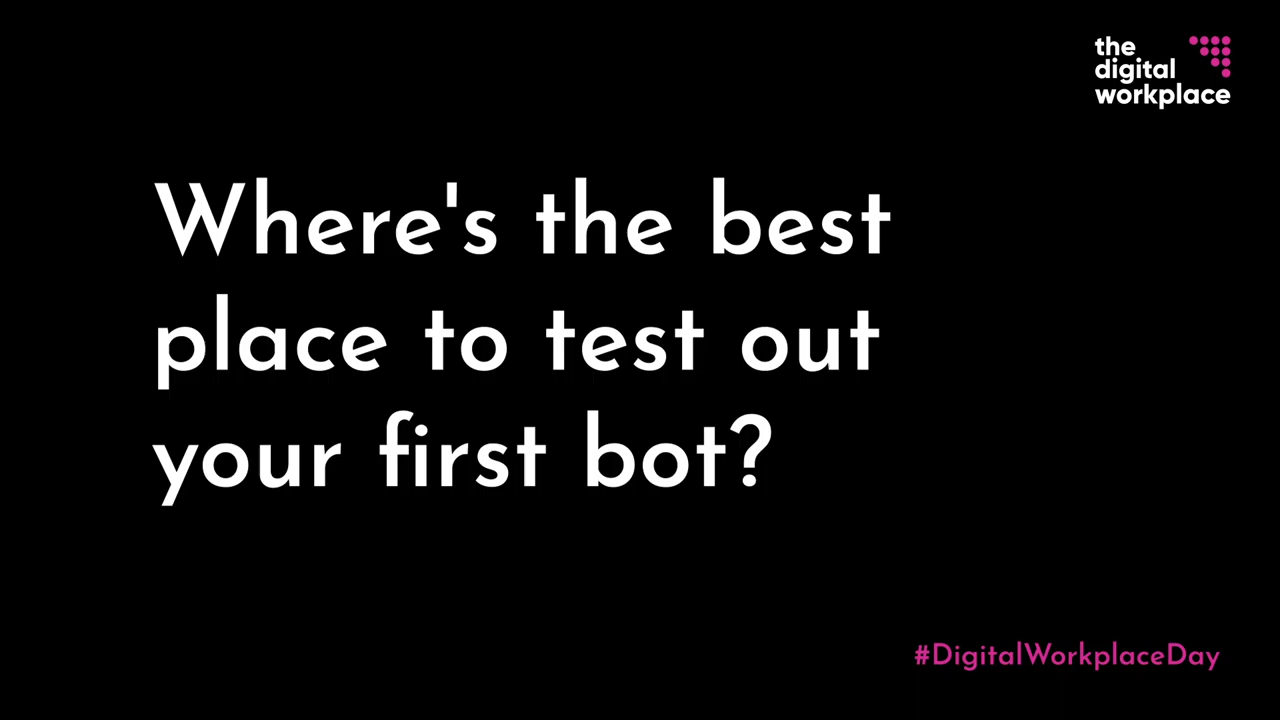 the
digital
workplace
Where's the best
place to test out
your first bot?
#DigitalWorkplaceDay